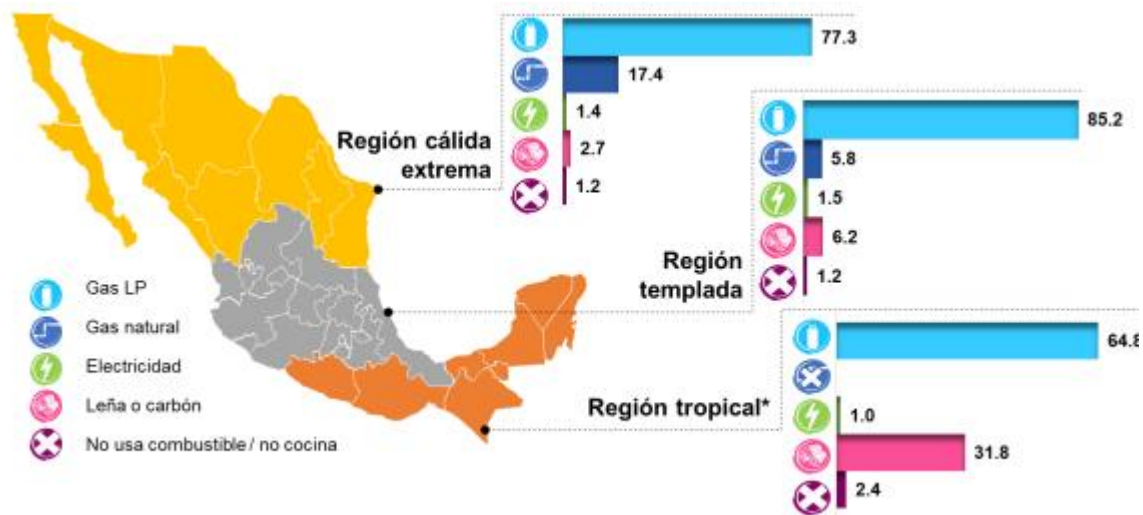 77.3
17.4
1.4
2.7
1.2
Región cálida
extrema
85.2
5.8
1.5
6.2
1.2
Región
templada
Gas LP
Gas natural
Electricidad
Leña o carbón
No usa combustible / no cocina
64.8
1.0
31.8
2.4
Región tropical*